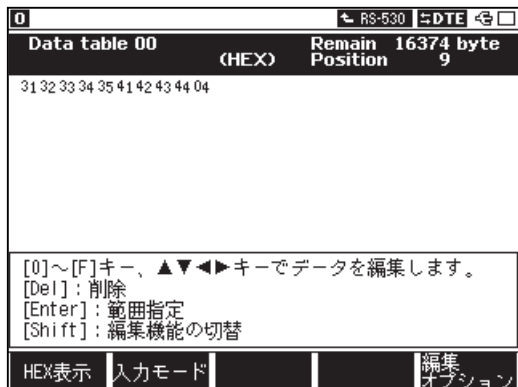 0 RS-530 DTE
Data table 00 Remain 16374 byte
(HEX) Position 9
31 32 33 34 35 41 42 43 44 04
[0]～[F]キー、▲▼◀▶キーでデータを編集します。
[Del]：削除
[Enter]：範囲指定
[Shift]：編集機能の切替
HEX表示 入力モード 編集
オプション